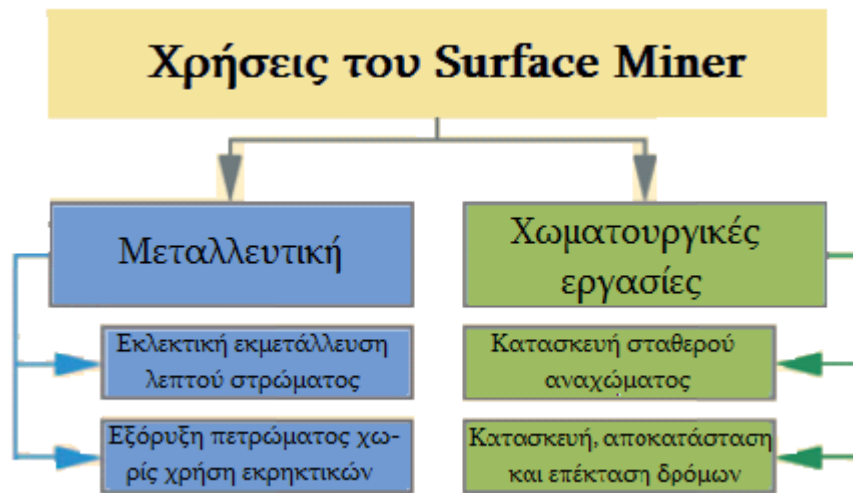 Χρήσεις του Surface Miner
Μεταλλευτική
Εκλεκτική εκμετάλλευση
λεπτού στρώματος
Εξόρυξη πετρώματος χω-
ρίς χρήση εκρηκτικών
Χωματουργικές
εργασίες
Κατασκευή σταθερού
αναχώματος
Κατασκευή, αποκατάσταση
και επέκταση δρόμων